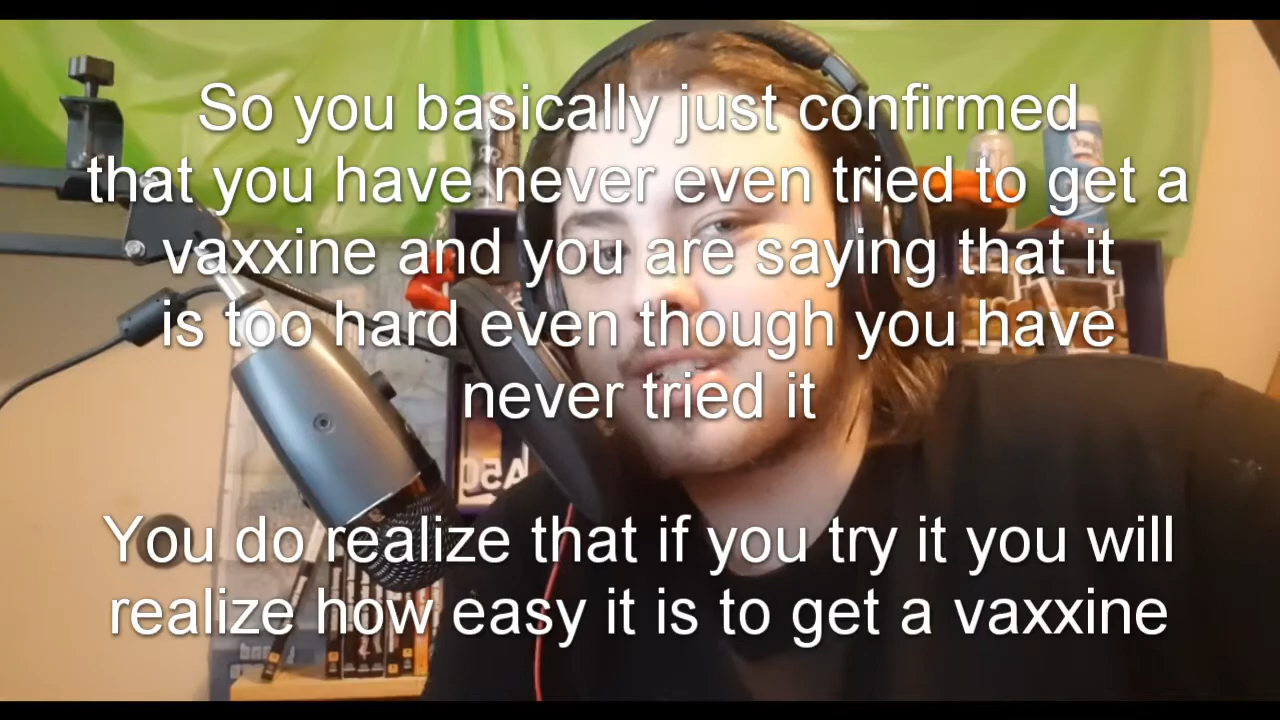 So you basically just confirmed
that you have never even tried to get a
vaxxine and you are saying that it
is too hard even though you have
never tried it
You do realize that if you try it you will
realize how easy it is to get a vaxxine